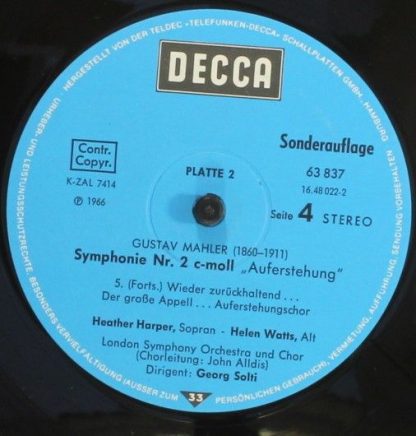 HERGESTELLT VON DER TELDEC »TELEFUNKEN-DECCA« SCHALLPLATTEN GMBH · HAMBURG
URHEBER- UND LEISTUNGSSCHUTZRECHTE, BESONDERS VERVIELFÄLTIGUNG (AUSSER ZUM PERSÖNLICHEN GEBRAUCH), VERMIETUNG, AUFFÜHRUNG, SENDUNG VORBEHALTEN
DECCA
Sonderauflage
Contr.
Copyr.
PLATTE 2
63 837
16.48 022-2
K-ZAL 7414
℗ 1966
Seite 4 STEREO
GUSTAV MAHLER (1860–1911)
Symphonie Nr. 2 c-moll „Auferstehung"
5. (Forts.) Wieder zurückhaltend . . .
Der große Appell . . . Auferstehungschor
Heather Harper, Sopran - Helen Watts, Alt
London Symphony Orchestra und Chor
(Chorleitung: John Alldis)
Dirigent: Georg Solti
33